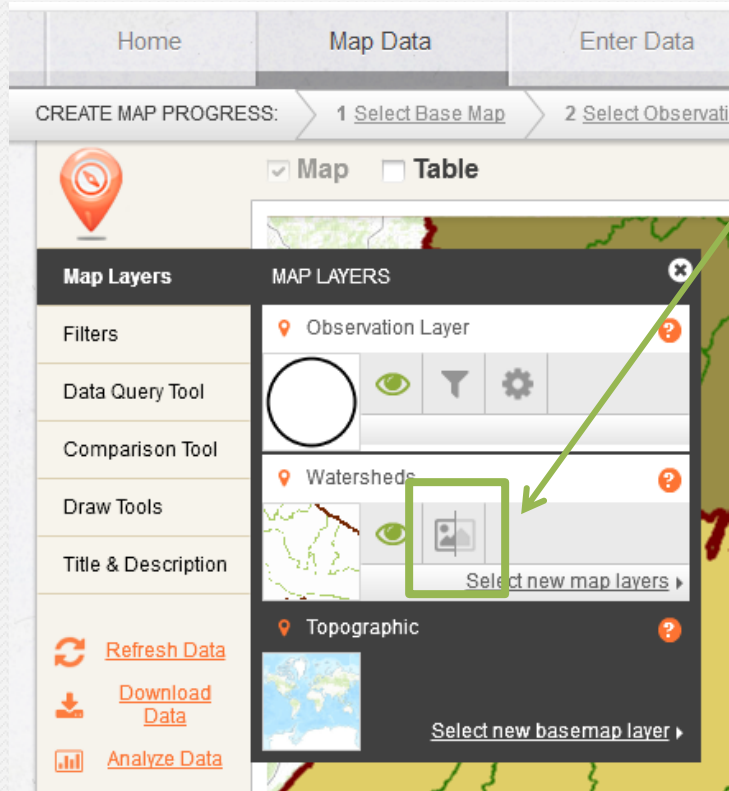 Home Map Data Enter Data
CREATE MAP PROGRESS: 1 Select Base Map 2 Select Observati
Map Table
Map Layers
Filters
Data Query Tool
Comparison Tool
Draw Tools
Title & Description
Refresh Data
Download
Data
Analyze Data
MAP LAYERS
Observation Layer
?
Watersheds
?
Select new map layers
Topographic
?
Select new basemap layer